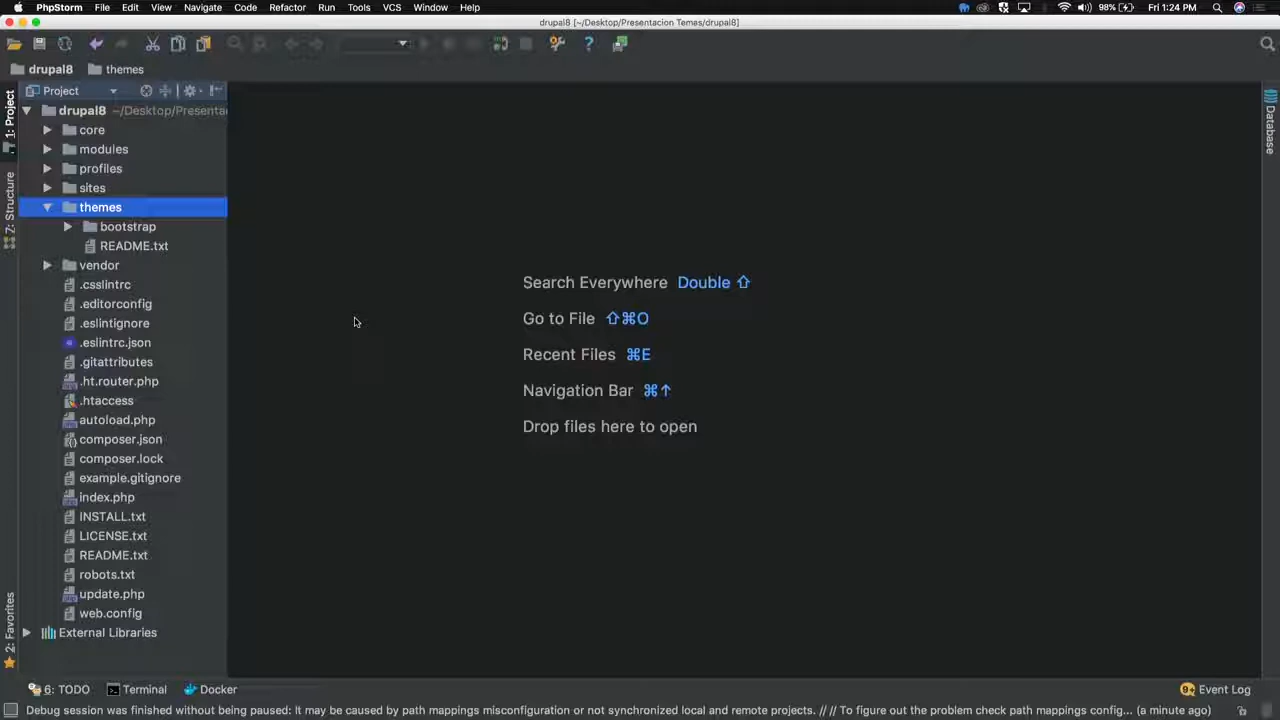 PhpStorm File Edit View Navigate Code Refactor Run Tools VCS Window Help 98% Fri 1:24 PM
drupal8 [~/Desktop/Presentacion Temas/drupal8]
drupal8 themes
Project
1: Project
Z: Structure
2: Favorites
Database
drupal8 ~/Desktop/Presenta
core
modules
profiles
sites
themes
bootstrap
README.txt
vendor
.csslintrc
.editorconfig
.eslintignore
.eslintrc.json
.gitattributes
.ht.router.php
.htaccess
autoload.php
composer.json
composer.lock
example.gitignore
index.php
INSTALL.txt
LICENSE.txt
README.txt
robots.txt
update.php
web.config
External Libraries
Search Everywhere Double ⇧
Go to File ⇧⌘O
Recent Files ⌘E
Navigation Bar ⌘↑
Drop files here to open
6: TODO Terminal Docker Event Log
Debug session was finished without being paused: It may be caused by path mappings misconfiguration or not synchronized local and remote projects. // // To figure out the problem check path mappings config... (a minute ago)